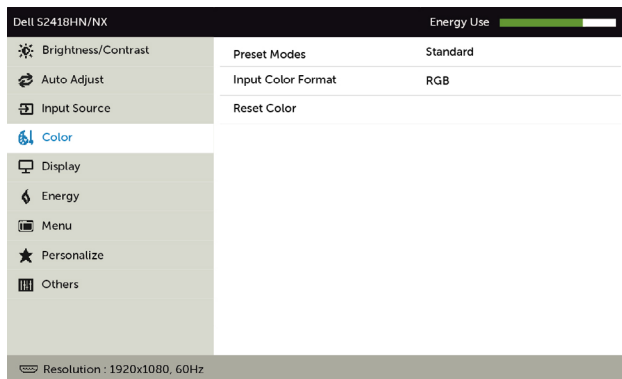 Dell S2418HN/NX Energy Use
Brightness/Contrast
Auto Adjust
Input Source
Color
Display
Energy
Menu
Personalize
Others
Preset Modes Standard
Input Color Format RGB
Reset Color
Resolution : 1920x1080, 60Hz